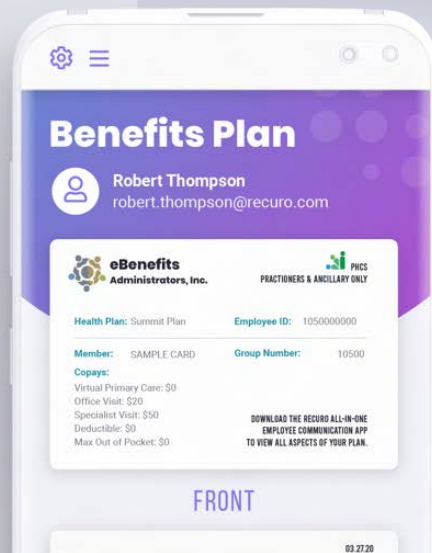 Benefits Plan
Robert Thompson
robert.thompson@recuro.com
eBenefits
Administrators, Inc.
PHCS
PRACTIONERS & ANCILLARY ONLY
Health Plan: Summit Plan
Employee ID: 1050000000
Member: SAMPLE CARD
Group Number: 10500
Copays:
Virtual Primary Care: $0
Office Visit: $20
Specialist Visit: $50
Deductible: $0
Max Out of Pocket: $0
DOWNLOAD THE RECURO ALL-IN-ONE
EMPLOYEE COMMUNICATION APP
TO VIEW ALL ASPECTS OF YOUR PLAN.
FRONT
03.27.20